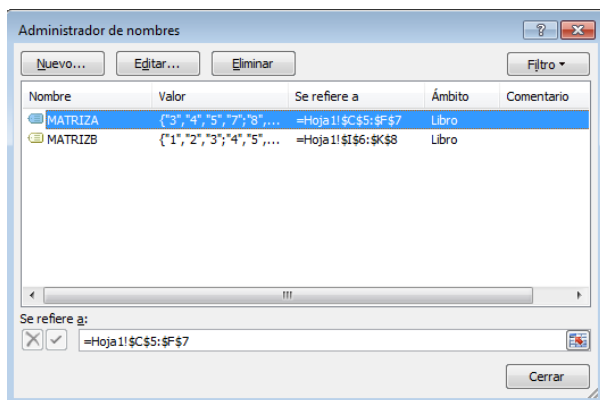 Administrador de nombres
Nuevo... Editar... Eliminar Filtro
Nombre Valor Se refiere a Ámbito Comentario
MATRIZA {"3","4","5","7";"8",... =Hoja1!$C$5:$F$7 Libro
MATRIZB {"1","2","3";"4","5",... =Hoja1!$I$6:$K$8 Libro
Se refiere a:
=Hoja1!$C$5:$F$7
Cerrar